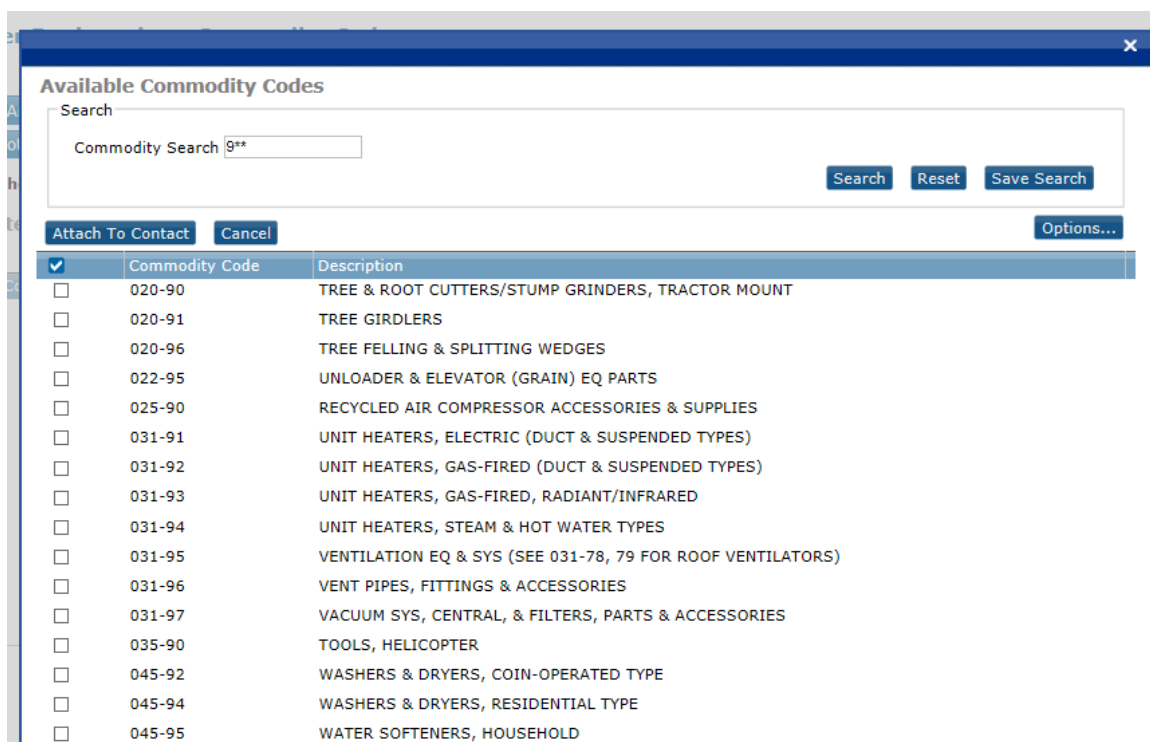 ×
Available Commodity Codes
Search
Commodity Search 9**
Search Reset Save Search
Attach To Contact Cancel Options...
Commodity Code Description
020-90 TREE & ROOT CUTTERS/STUMP GRINDERS, TRACTOR MOUNT
020-91 TREE GIRDLERS
020-96 TREE FELLING & SPLITTING WEDGES
022-95 UNLOADER & ELEVATOR (GRAIN) EQ PARTS
025-90 RECYCLED AIR COMPRESSOR ACCESSORIES & SUPPLIES
031-91 UNIT HEATERS, ELECTRIC (DUCT & SUSPENDED TYPES)
031-92 UNIT HEATERS, GAS-FIRED (DUCT & SUSPENDED TYPES)
031-93 UNIT HEATERS, GAS-FIRED, RADIANT/INFRARED
031-94 UNIT HEATERS, STEAM & HOT WATER TYPES
031-95 VENTILATION EQ & SYS (SEE 031-78, 79 FOR ROOF VENTILATORS)
031-96 VENT PIPES, FITTINGS & ACCESSORIES
031-97 VACUUM SYS, CENTRAL, & FILTERS, PARTS & ACCESSORIES
035-90 TOOLS, HELICOPTER
045-92 WASHERS & DRYERS, COIN-OPERATED TYPE
045-94 WASHERS & DRYERS, RESIDENTIAL TYPE
045-95 WATER SOFTENERS, HOUSEHOLD